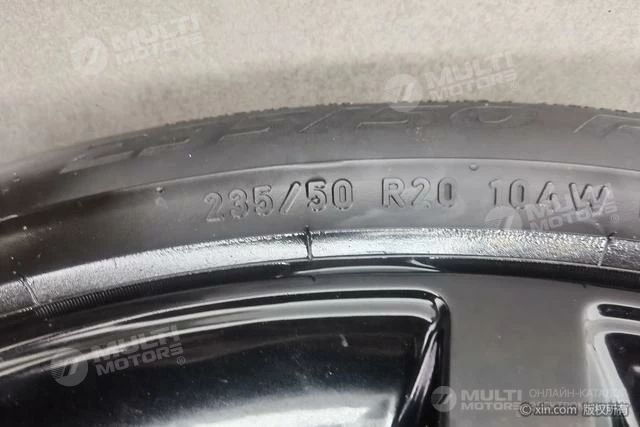 MULTI
MOTORS®
MULTI
MOTORS®
235/50 R20 104W
MULTI
MOTORS®
MULTI
MOTORS®
MULTI
MOTORS
ОНЛАЙН-КАТАЛ
© xin.com 版权所有